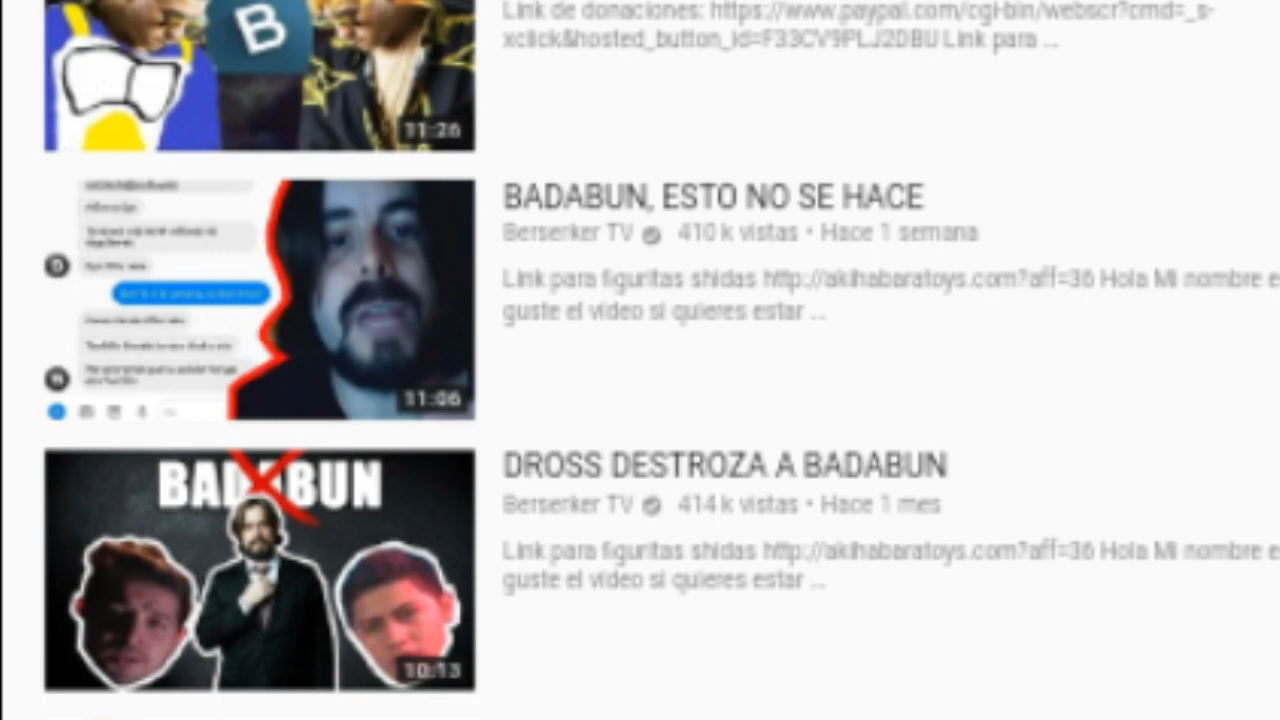 Link de donaciones: https://www.paypal.com/cgi-bin/webscr?cmd=_s-
xclick&hosted_button_id=F33CV9PLJ2DBU Link para ...
B
11:26
BADABUN, ESTO NO SE HACE
Berserker TV 410 k vistas • Hace 1 semana
Link para figuritas shidas http://akihabaratoys.com?aff=36 Hola Mi nombre e
guste el video si quieres estar ...
11:06
DROSS DESTROZA A BADABUN
Berserker TV 414 k vistas • Hace 1 mes
Link para figuritas shidas http://akihabaratoys.com?aff=36 Hola Mi nombre e
guste el video si quieres estar ...
BADABUN
10:13